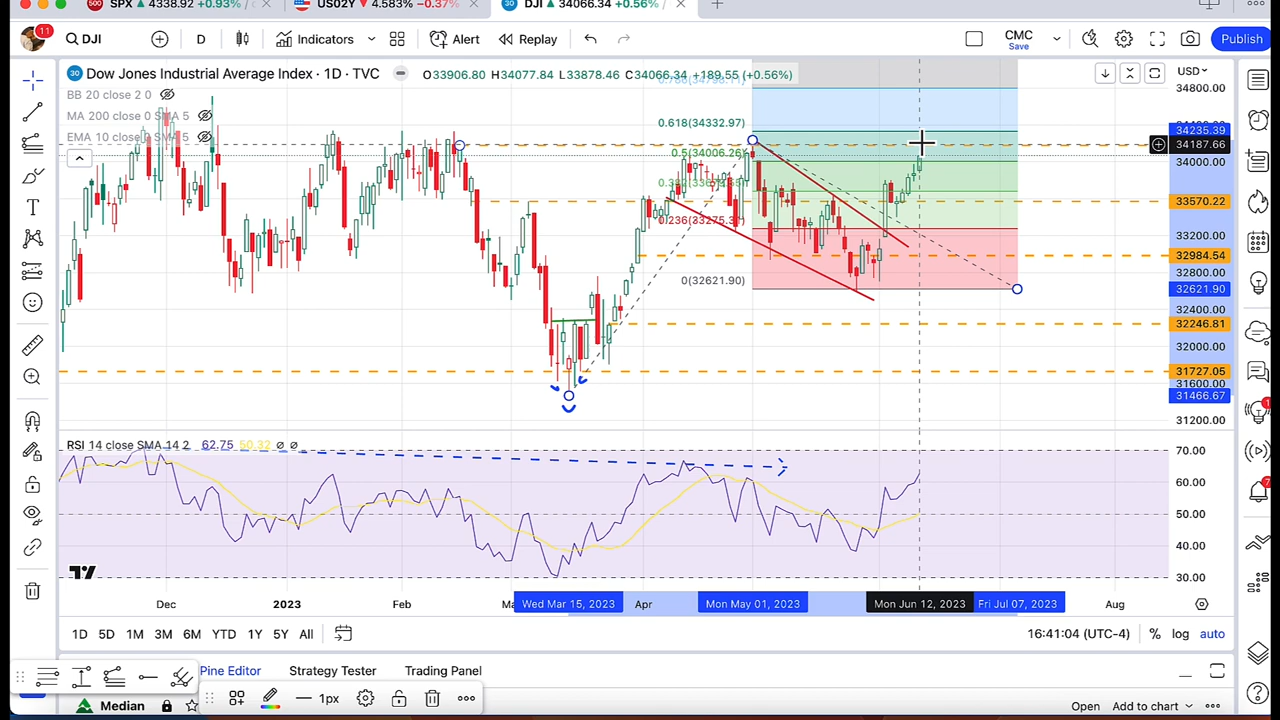 SPX 4338.92 +0.93%
US02Y 4.583% −0.37%
DJI 34066.34 +0.56%
11 DJI D Indicators Alert Replay CMC Save Publish
Dow Jones Industrial Average Index · 1D · TVC O33906.80 H34077.84 L33878.46 C34066.34 +189.55 (+0.56%) USD
BB 20 close 2 0
MA 200 close 0 SMA 5
EMA 10 close 0 SMA 5
0.618(34332.97)
0.5(34006.26)
0.236(33275.31)
0(32621.90)
34800.00
34235.39
34187.66
34000.00
33570.22
33200.00
32984.54
32800.00
32621.90
32400.00
32246.81
32000.00
31727.05
31600.00
31466.67
31200.00
RSI 14 close SMA 14 2 62.75 50.32 ∅ ∅
70.00
60.00
50.00
40.00
30.00
Dec 2023 Feb Wed Mar 15, 2023 Apr Mon May 01, 2023 Mon Jun 12, 2023 Fri Jul 07, 2023 Aug
1D 5D 1M 3M 6M YTD 1Y 5Y All 16:41:04 (UTC-4) % log auto
Pine Editor Strategy Tester Trading Panel
1px
Median Open Add to chart